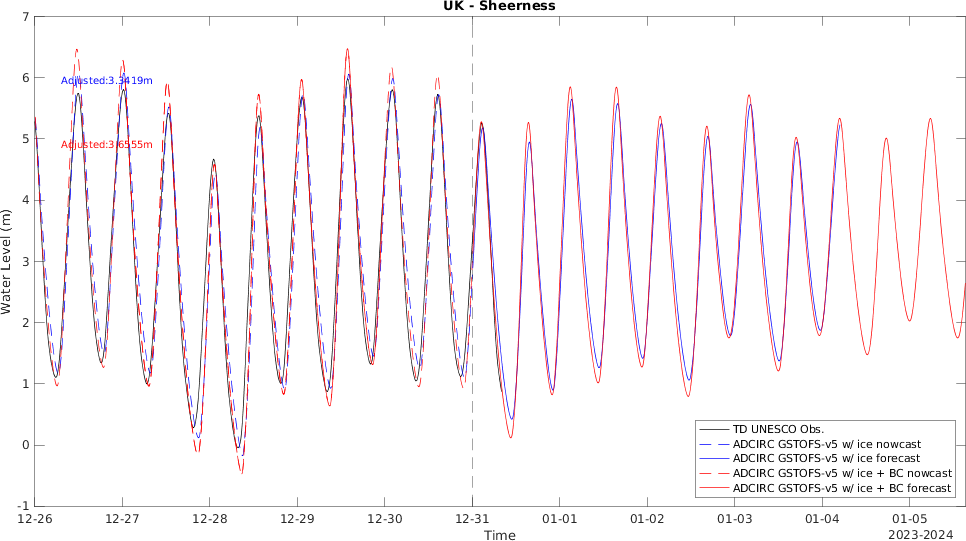 UK - Sheerness
7
6
5
4
3
2
1
0
-1
Water Level (m)
Adjusted:3.3419m
Adjusted:3.6555m
TD UNESCO Obs.
ADCIRC GSTOFS-v5 w/ ice nowcast
ADCIRC GSTOFS-v5 w/ ice forecast
ADCIRC GSTOFS-v5 w/ ice + BC nowcast
ADCIRC GSTOFS-v5 w/ ice + BC forecast
12-26 12-27 12-28 12-29 12-30 12-31 01-01 01-02 01-03 01-04 01-05
Time
2023-2024